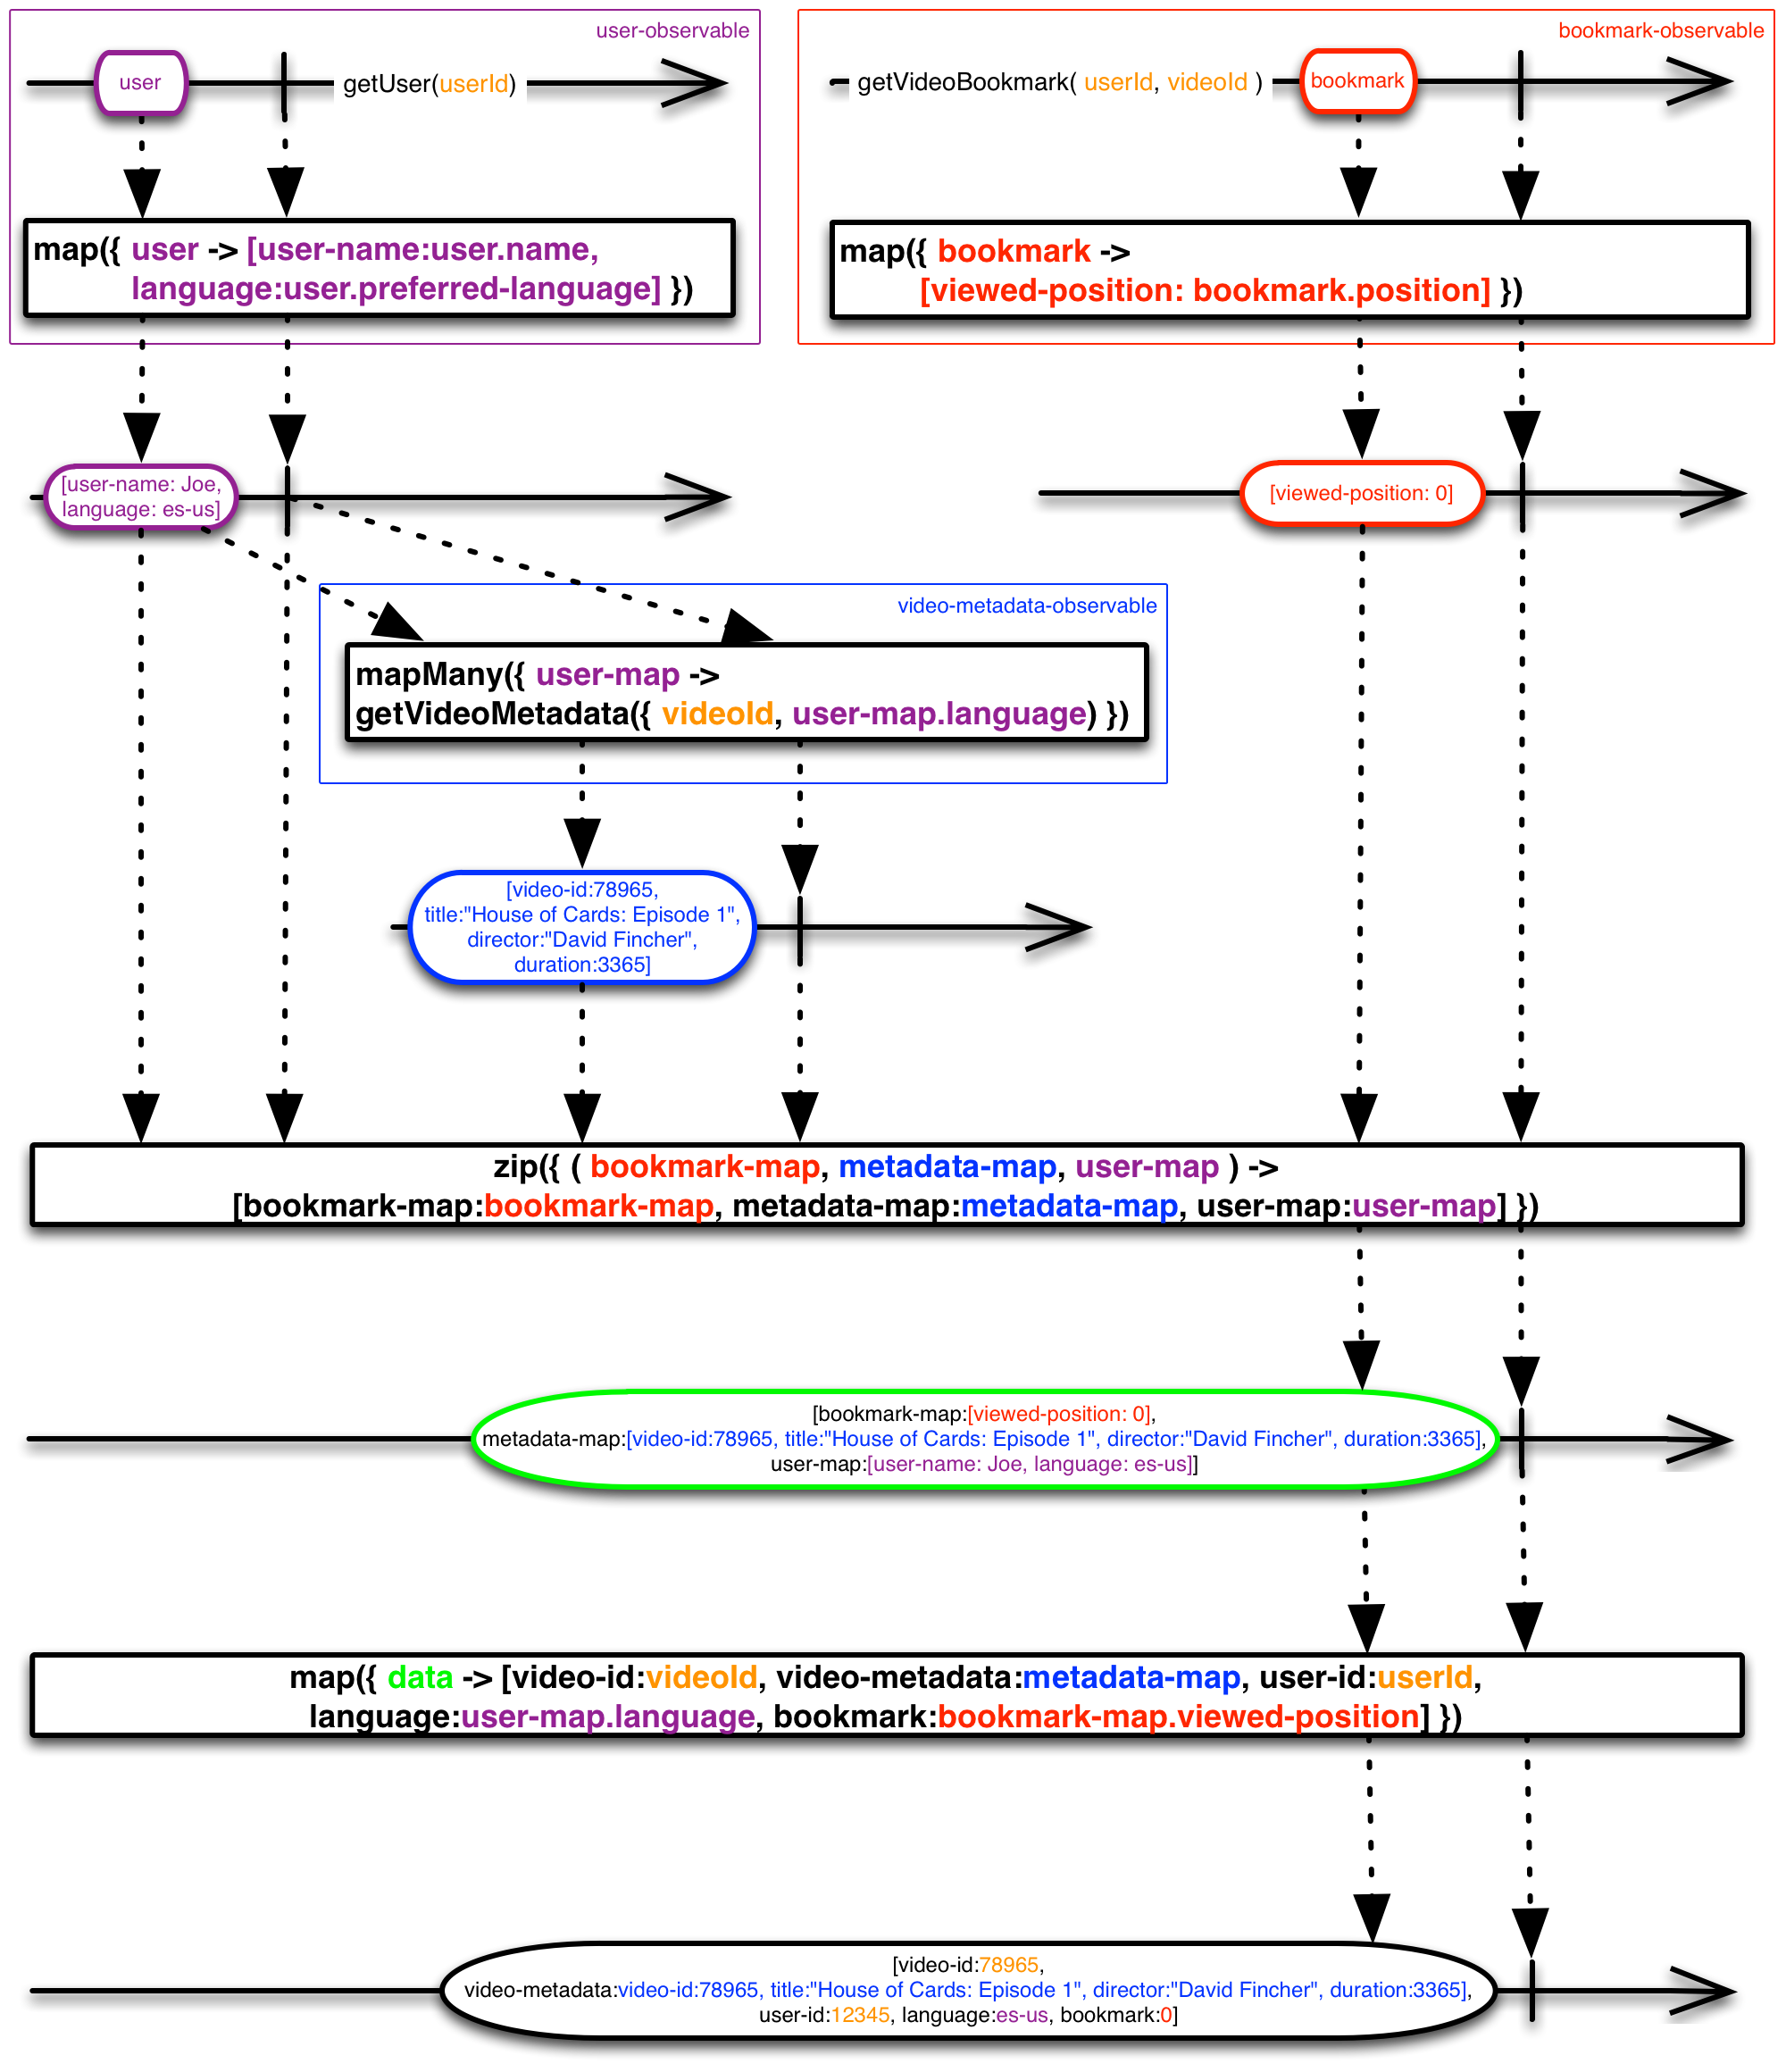 user-observable
user
getUser(userId)
map({ user -> [user-name:user.name,
language:user.preferred-language] })
bookmark-observable
getVideoBookmark( userId, videoId )
bookmark
map({ bookmark ->
[viewed-position: bookmark.position] })
[user-name: Joe,
language: es-us]
[viewed-position: 0]
video-metadata-observable
mapMany({ user-map ->
getVideoMetadata({ videoId, user-map.language) })
[video-id:78965,
title:"House of Cards: Episode 1",
director:"David Fincher",
duration:3365]
zip({ ( bookmark-map, metadata-map, user-map ) ->
[bookmark-map:bookmark-map, metadata-map:metadata-map, user-map:user-map] })
[bookmark-map:[viewed-position: 0],
metadata-map:[video-id:78965, title:"House of Cards: Episode 1", director:"David Fincher", duration:3365],
user-map:[user-name: Joe, language: es-us]]
map({ data -> [video-id:videoId, video-metadata:metadata-map, user-id:userId,
language:user-map.language, bookmark:bookmark-map.viewed-position] })
[video-id:78965,
video-metadata:video-id:78965, title:"House of Cards: Episode 1", director:"David Fincher", duration:3365],
user-id:12345, language:es-us, bookmark:0]